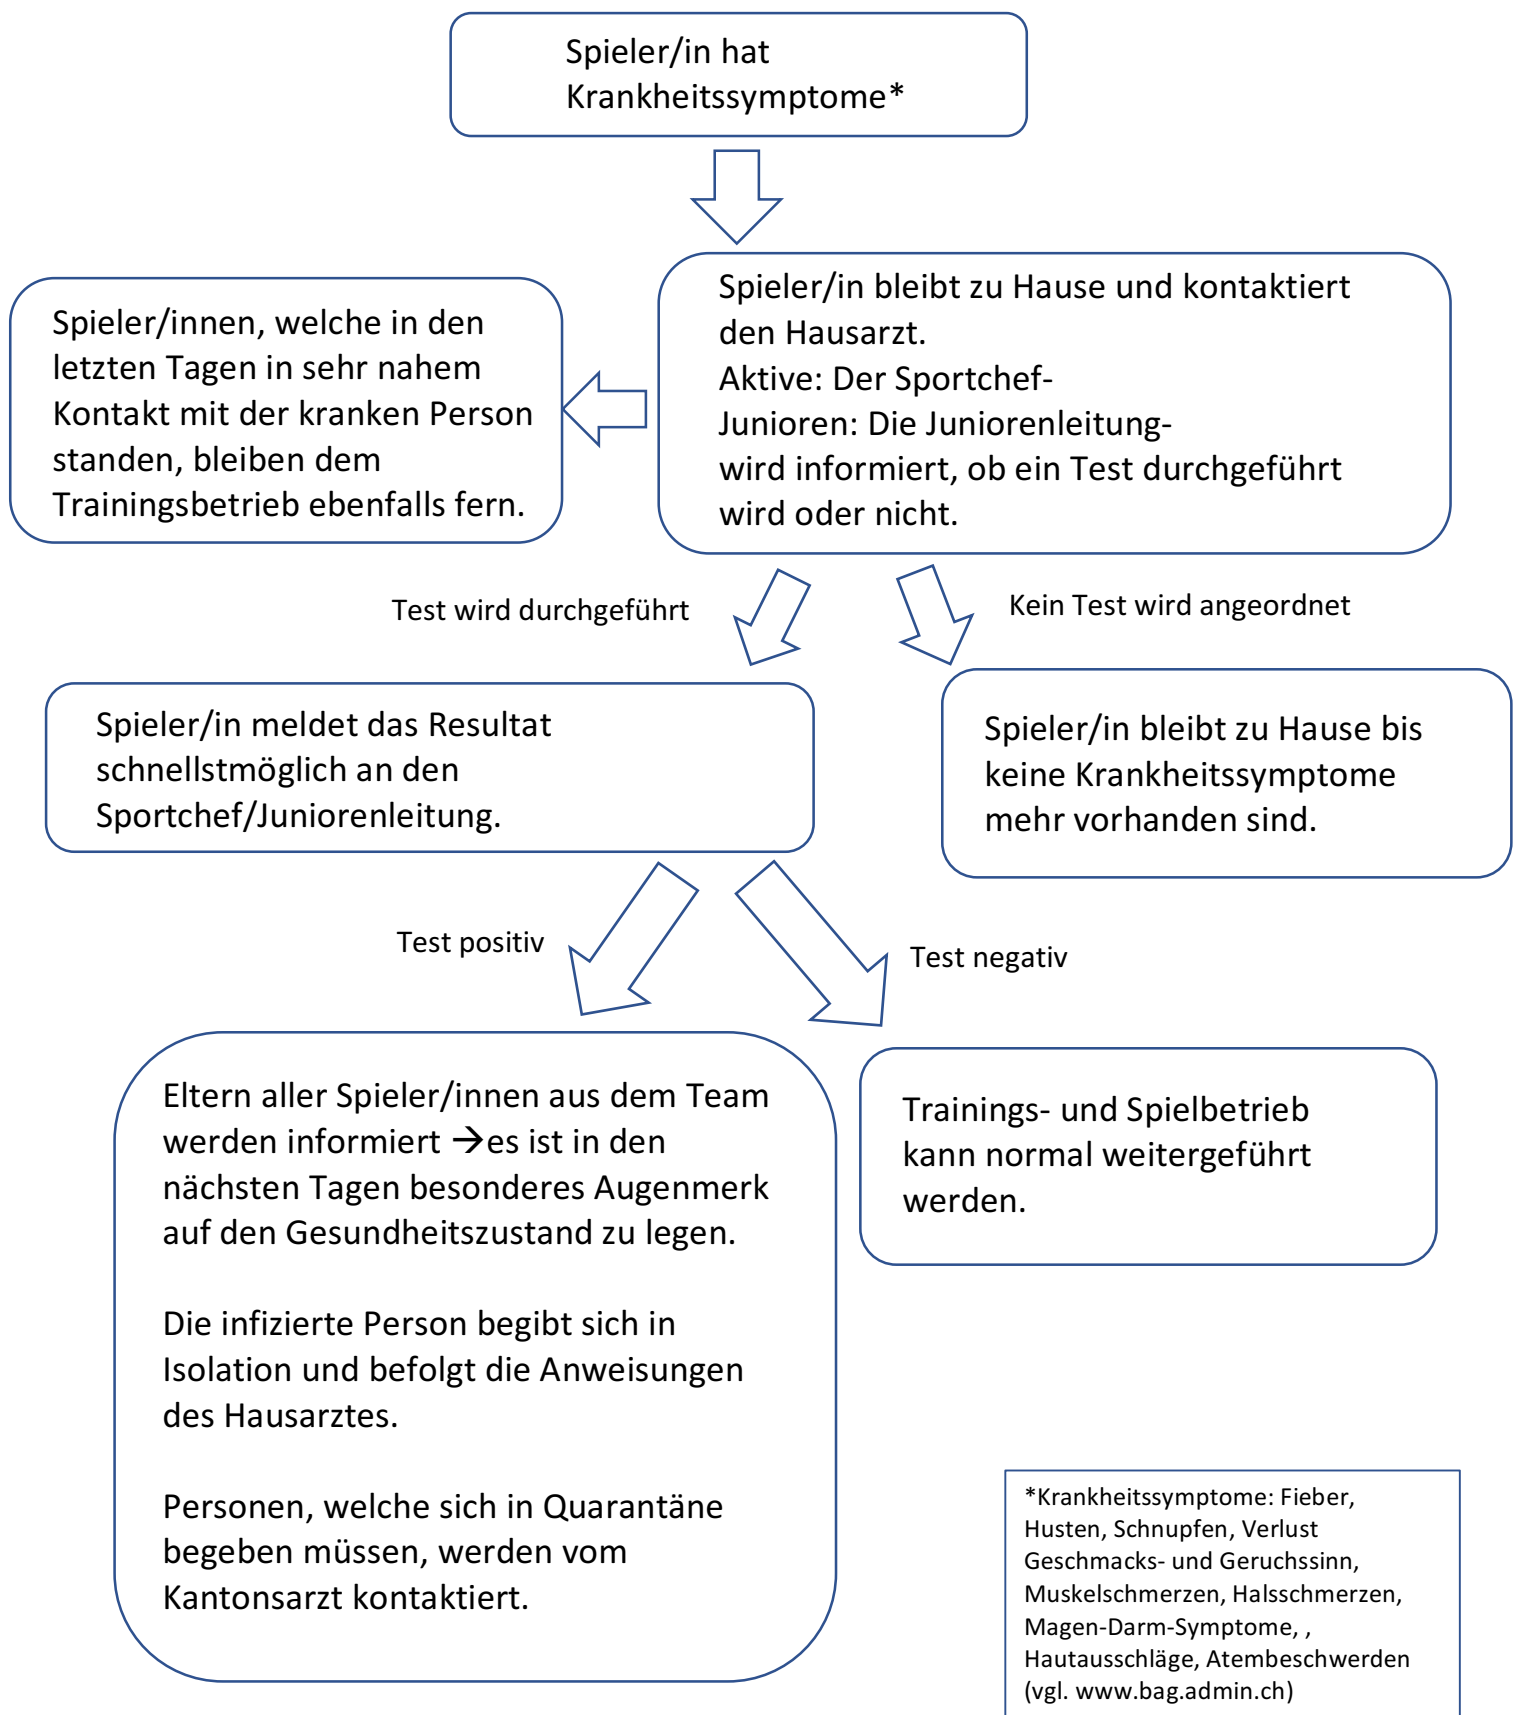 Spieler/in hat
Krankheitssymptome*
Spieler/in bleibt zu Hause und kontaktiert
den Hausarzt.
Aktive: Der Sportchef-
Junioren: Die Juniorenleitung-
wird informiert, ob ein Test durchgeführt
wird oder nicht.
Spieler/innen, welche in den
letzten Tagen in sehr nahem
Kontakt mit der kranken Person
standen, bleiben dem
Trainingsbetrieb ebenfalls fern.
Test wird durchgeführt
Kein Test wird angeordnet
Spieler/in meldet das Resultat
schnellstmöglich an den
Sportchef/Juniorenleitung.
Spieler/in bleibt zu Hause bis
keine Krankheitssymptome
mehr vorhanden sind.
Test positiv
Test negativ
Eltern aller Spieler/innen aus dem Team
werden informiert →es ist in den
nächsten Tagen besonderes Augenmerk
auf den Gesundheitszustand zu legen.
Die infizierte Person begibt sich in
Isolation und befolgt die Anweisungen
des Hausarztes.
Personen, welche sich in Quarantäne
begeben müssen, werden vom
Kantonsarzt kontaktiert.
Trainings- und Spielbetrieb
kann normal weitergeführt
werden.
*Krankheitssymptome: Fieber,
Husten, Schnupfen, Verlust
Geschmacks- und Geruchssinn,
Muskelschmerzen, Halsschmerzen,
Magen-Darm-Symptome, ,
Hautausschläge, Atembeschwerden
(vgl. www.bag.admin.ch)